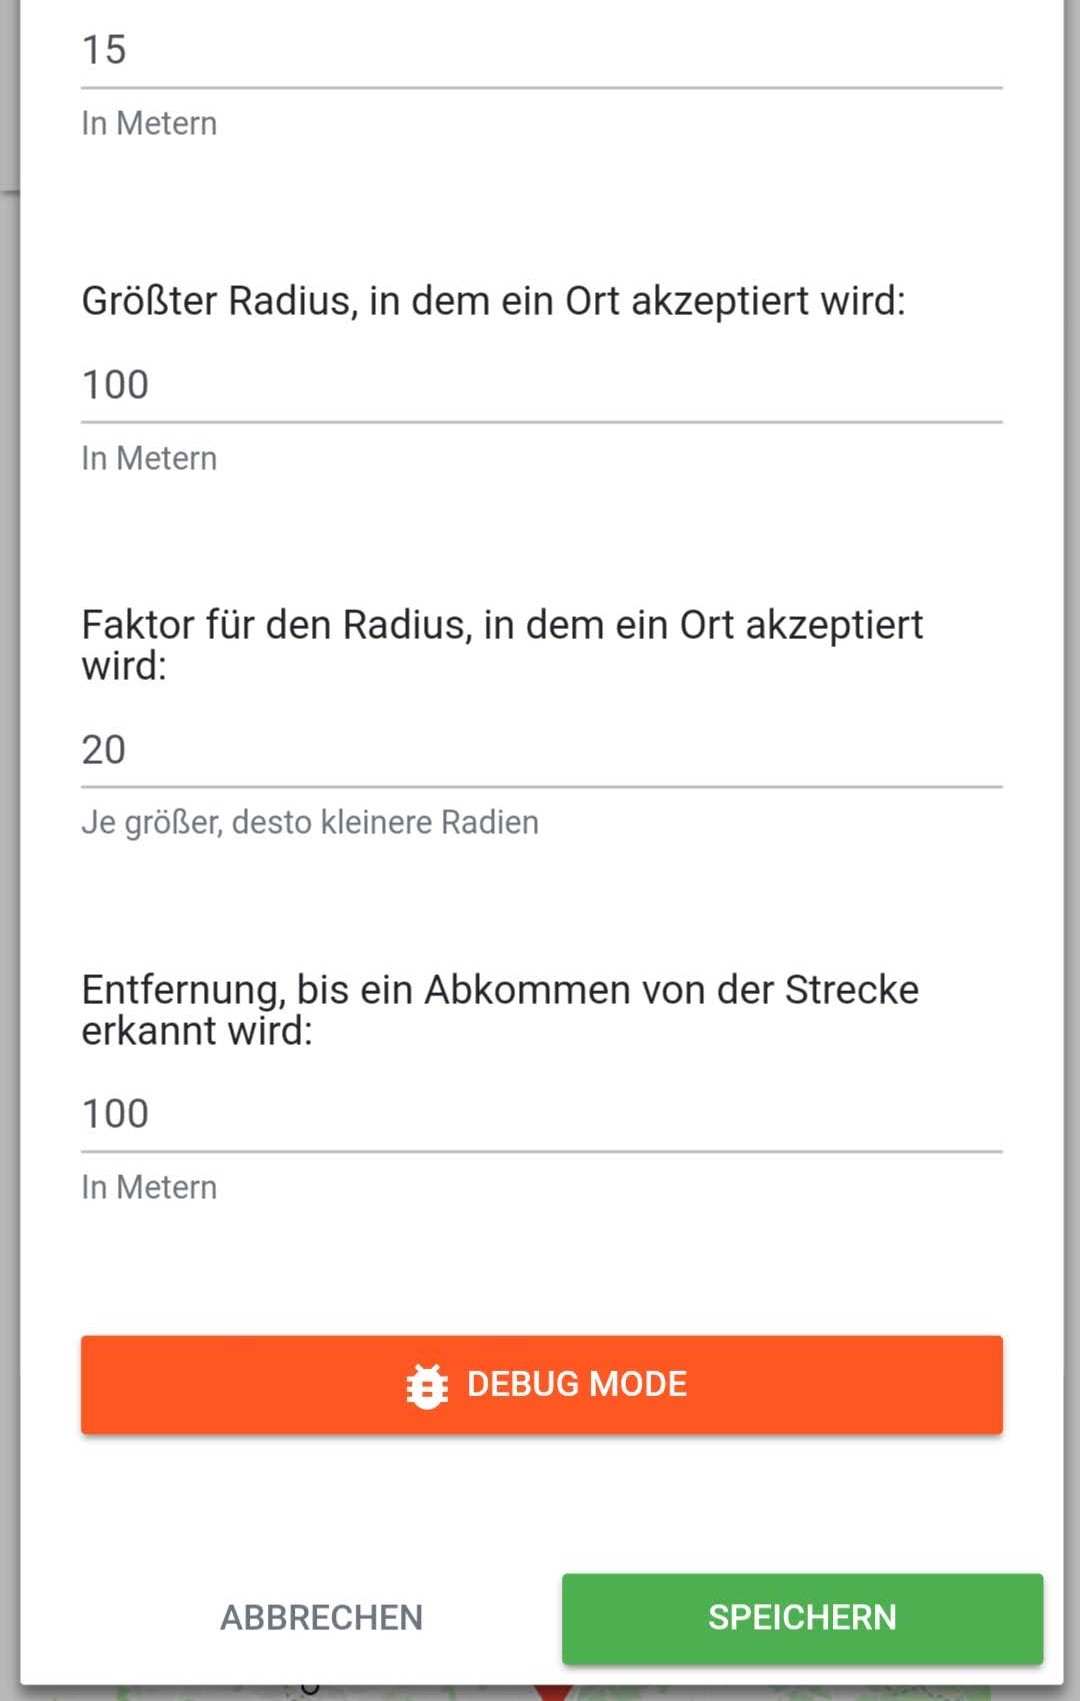 15
In Metern
Größter Radius, in dem ein Ort akzeptiert wird:
100
In Metern
Faktor für den Radius, in dem ein Ort akzeptiert
wird:
20
Je größer, desto kleinere Radien
Entfernung, bis ein Abkommen von der Strecke
erkannt wird:
100
In Metern
DEBUG MODE
ABBRECHEN
SPEICHERN